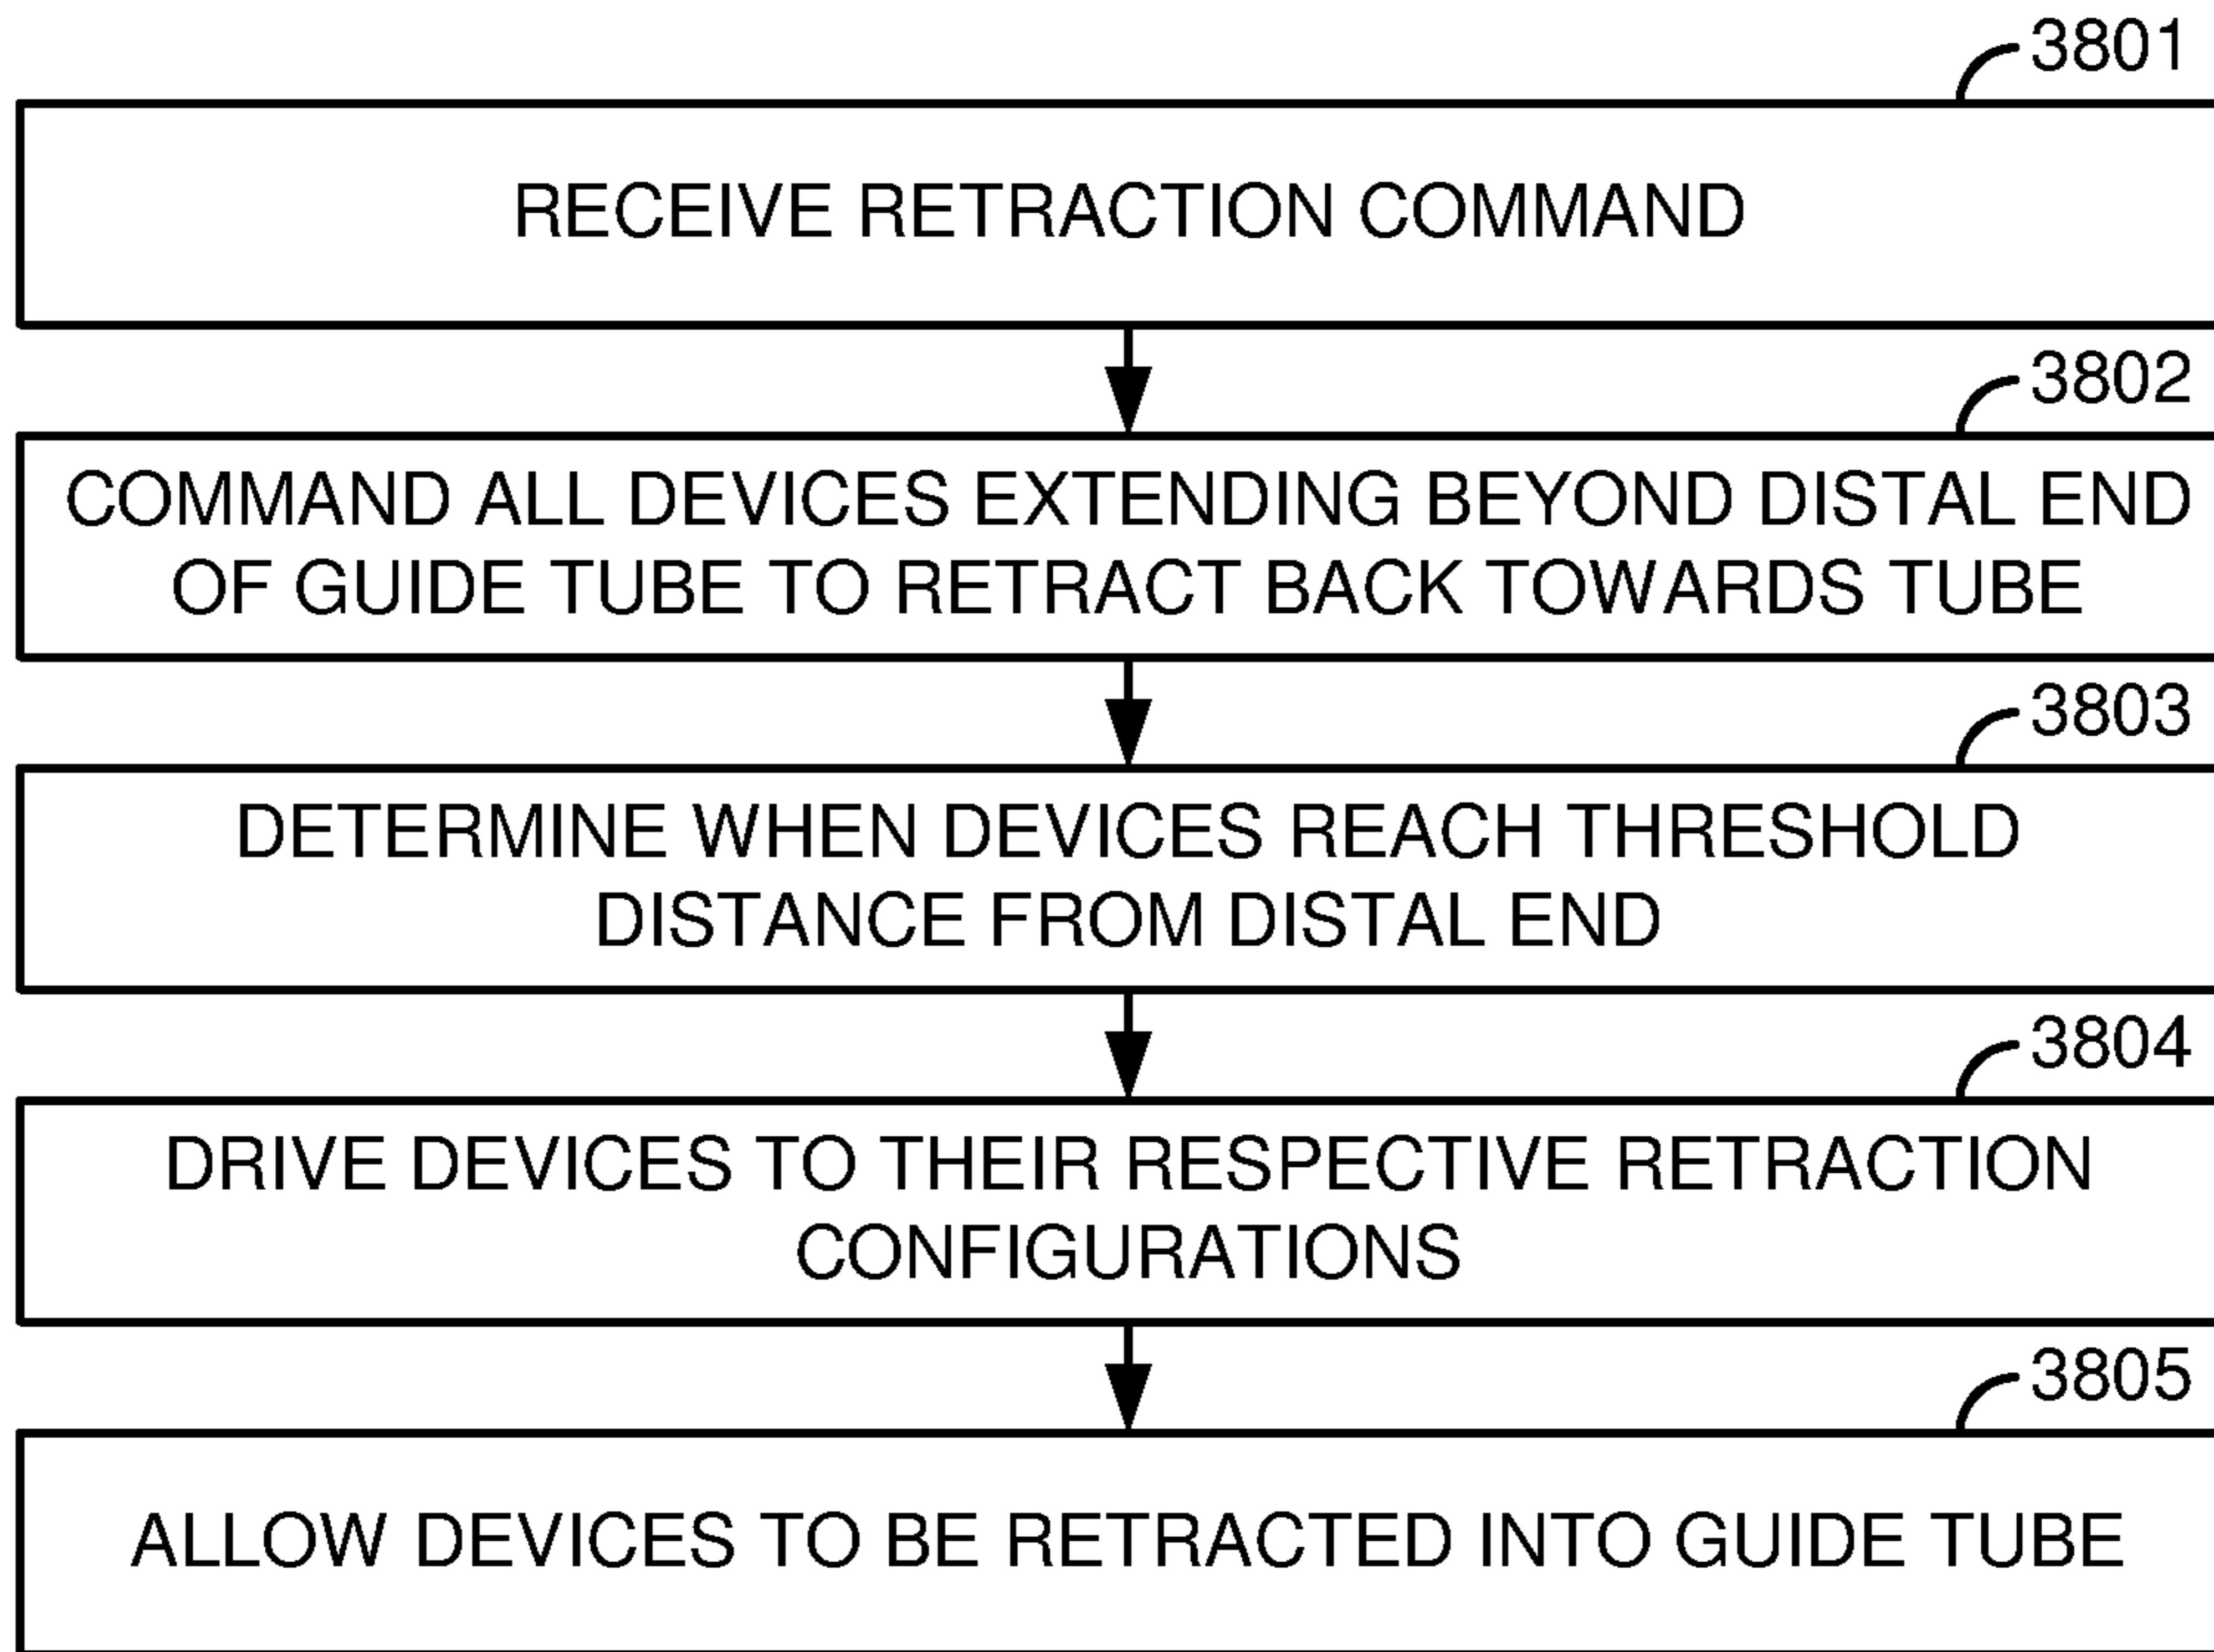 3801
RECEIVE RETRACTION COMMAND
3802
COMMAND ALL DEVICES EXTENDING BEYOND DISTAL END
OF GUIDE TUBE TO RETRACT BACK TOWARDS TUBE
3803
DETERMINE WHEN DEVICES REACH THRESHOLD
DISTANCE FROM DISTAL END
3804
DRIVE DEVICES TO THEIR RESPECTIVE RETRACTION
CONFIGURATIONS
3805
ALLOW DEVICES TO BE RETRACTED INTO GUIDE TUBE